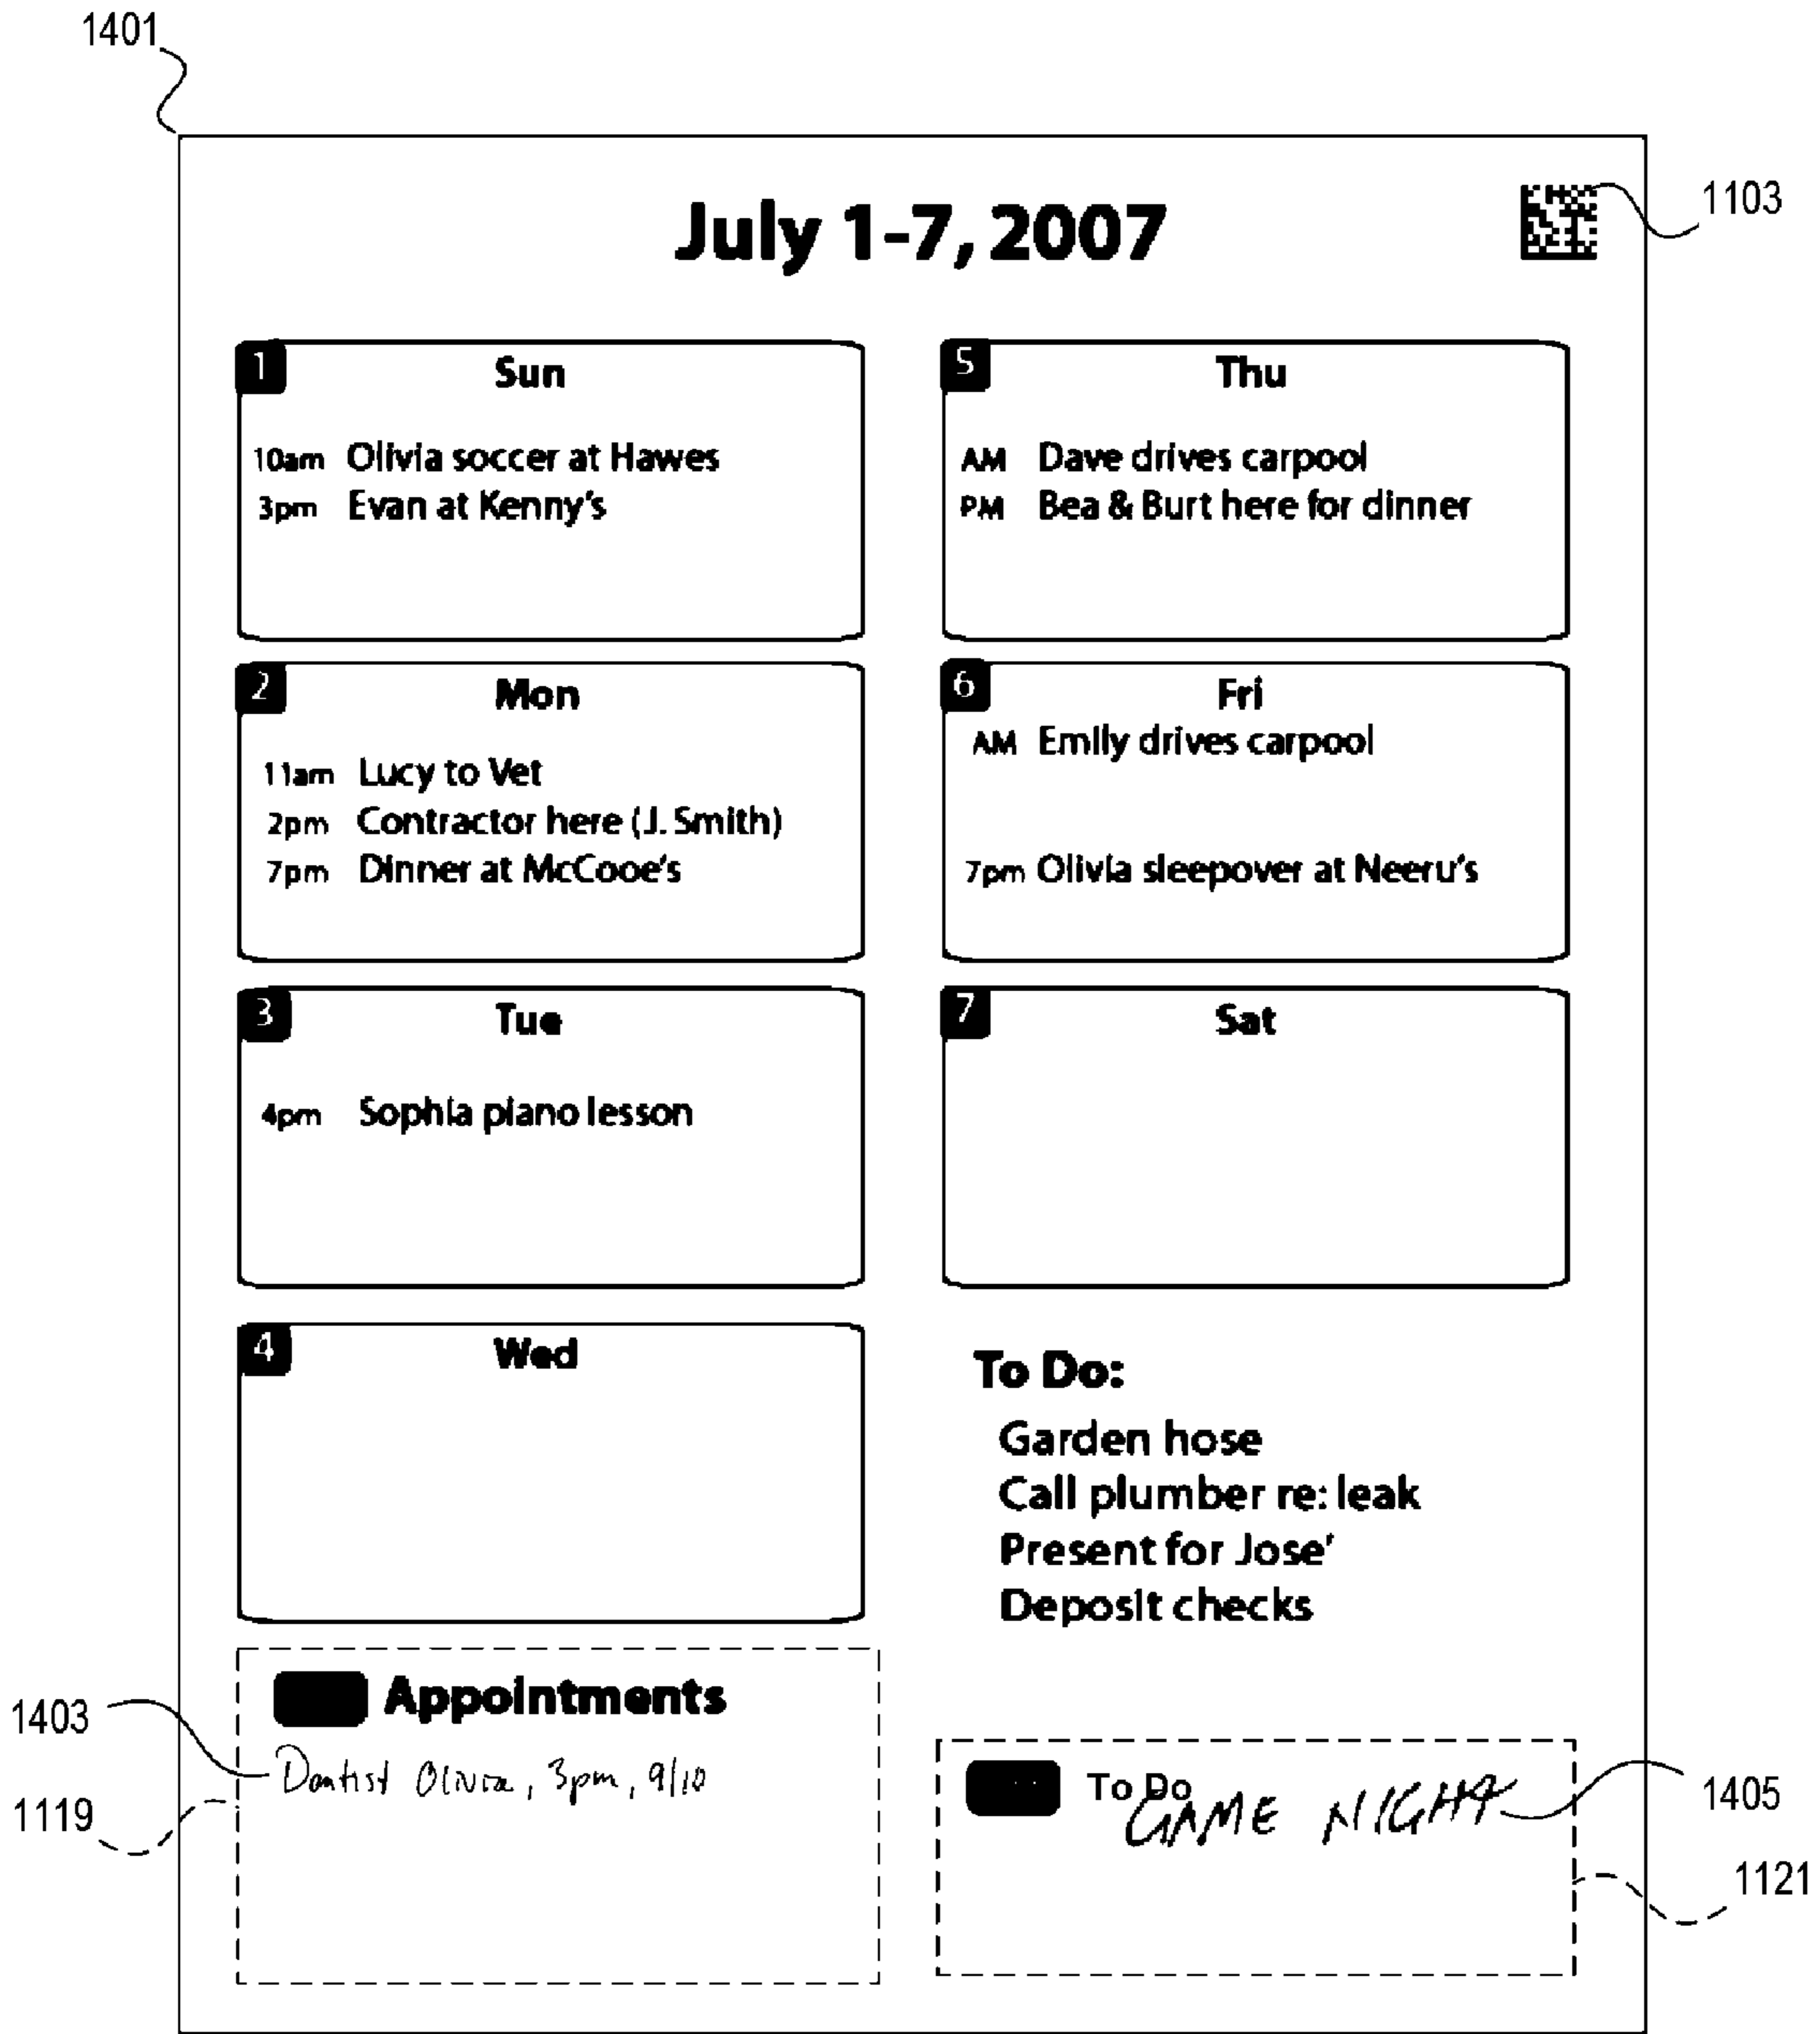 1401
July 1-7, 2007
1103
1 Sun
10am Olivia soccer at Hawes
3pm Evan at Kenny's
2 Mon
11am Lucy to Vet
2pm Contractor here (J. Smith)
7pm Dinner at McCooe's
3 Tue
4pm Sophia piano lesson
4 Wed
5 Thu
AM Dave drives carpool
PM Bea & Burt here for dinner
6 Fri
AM Emily drives carpool
7pm Olivia sleepover at Neeru's
7 Sat
To Do:
Garden hose
Call plumber re: leak
Present for Jose'
Deposit checks
Appointments
1403
Dentist Olivia, 3pm, 9/10
1119
To Do
GAME NIGHT
1405
1121